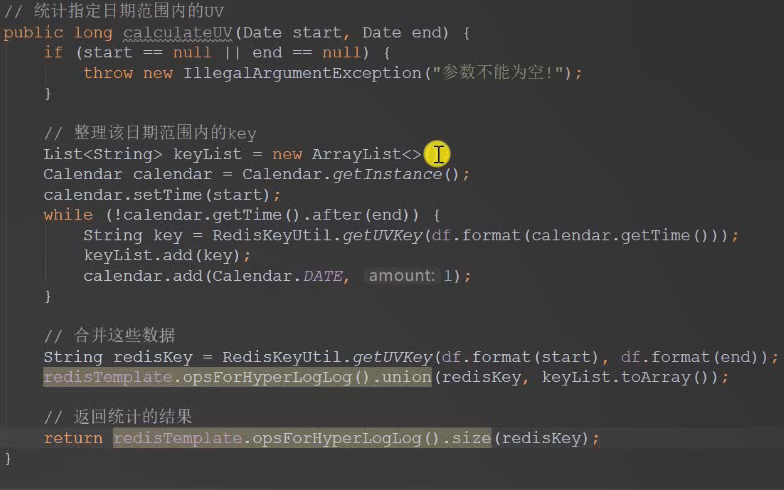 // 统计指定日期范围内的UV
public long calculateUV(Date start, Date end) {
    if (start == null || end == null) {
        throw new IllegalArgumentException("参数不能为空!");
    }

    // 整理该日期范围内的key
    List<String> keyList = new ArrayList<>
    Calendar calendar = Calendar.getInstance();
    calendar.setTime(start);
    while (!calendar.getTime().after(end)) {
        String key = RedisKeyUtil.getUVKey(df.format(calendar.getTime()));
        keyList.add(key);
        calendar.add(Calendar.DATE, amount: 1);
    }

    // 合并这些数据
    String redisKey = RedisKeyUtil.getUVKey(df.format(start), df.format(end));
    redisTemplate.opsForHyperLogLog().union(redisKey, keyList.toArray());

    // 返回统计的结果
    return redisTemplate.opsForHyperLogLog().size(redisKey);
}